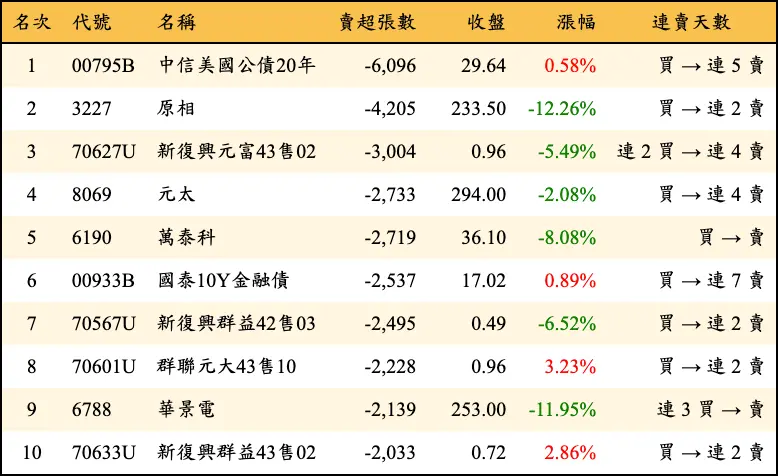 名次 代號 名稱 賣超張數 收盤 漲幅 連賣天數
1 00795B 中信美國公債20年 -6,096 29.64 0.58% 買 → 連 5 賣
2 3227 原相 -4,205 233.50 -12.26% 買 → 連 2 賣
3 70627U 新復興元富43售02 -3,004 0.96 -5.49% 連 2 買 → 連 4 賣
4 8069 元太 -2,733 294.00 -2.08% 買 → 連 4 賣
5 6190 萬泰科 -2,719 36.10 -8.08% 買 → 賣
6 00933B 國泰10Y金融債 -2,537 17.02 0.89% 買 → 連 7 賣
7 70567U 新復興群益42售03 -2,495 0.49 -6.52% 買 → 連 2 賣
8 70601U 群聯元大43售10 -2,228 0.96 3.23% 買 → 連 2 賣
9 6788 華景電 -2,139 253.00 -11.95% 連 3 買 → 賣
10 70633U 新復興群益43售02 -2,033 0.72 2.86% 買 → 連 2 賣